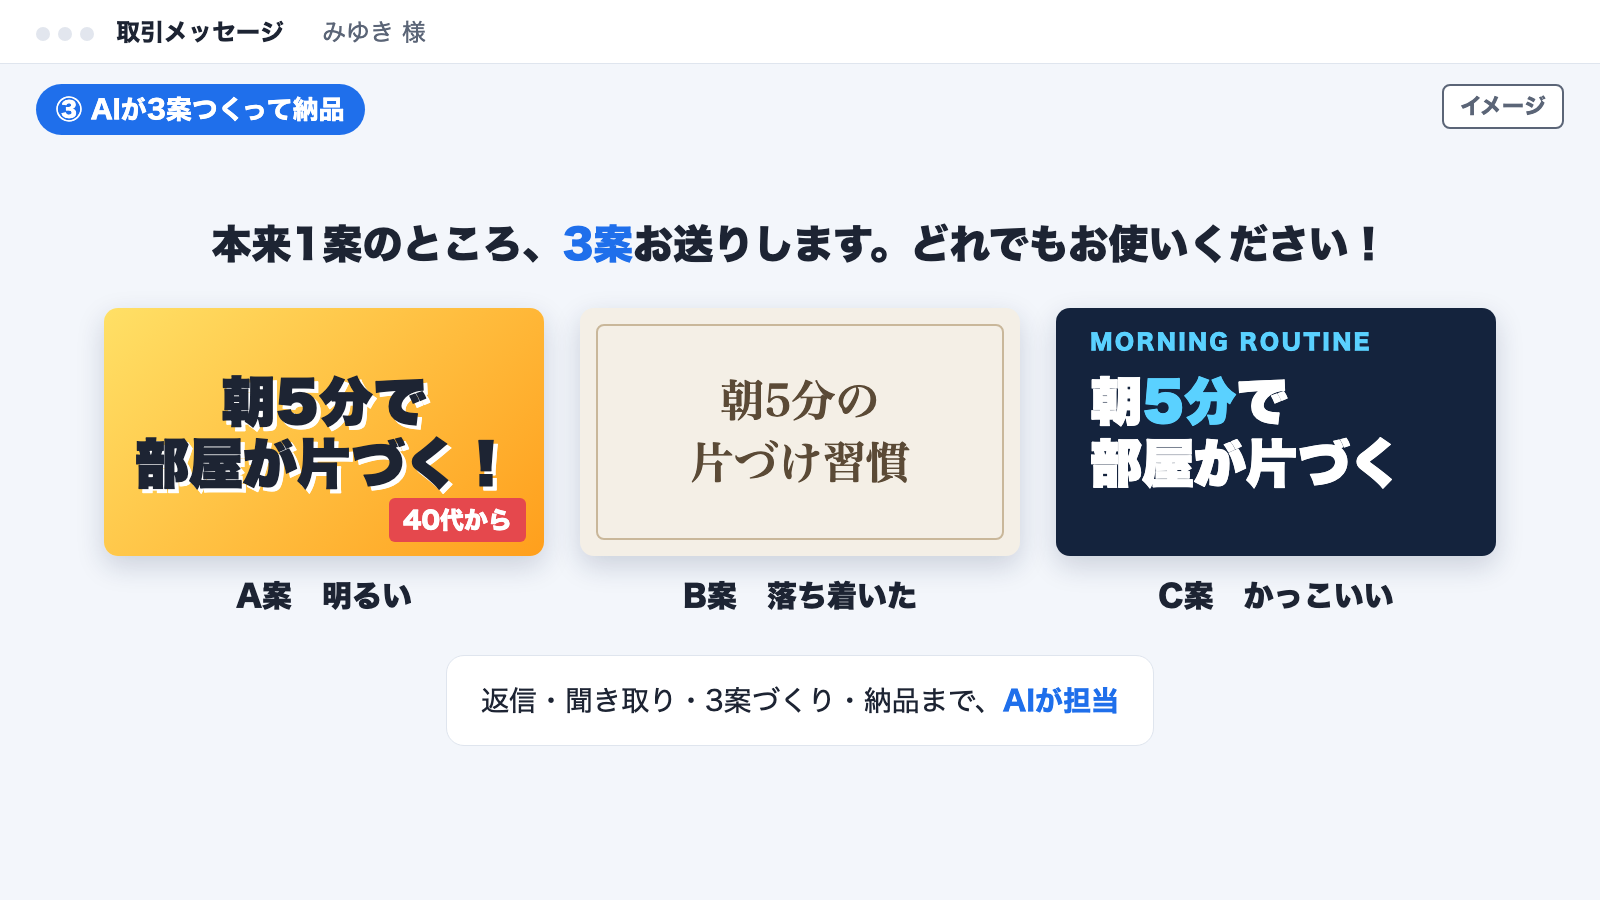 取引メッセージ　みゆき 様
③ AIが3案つくって納品
イメージ
本来1案のところ、3案お送りします。どれでもお使いください！
朝5分で
部屋が片づく！
40代から
朝5分の
片づけ習慣
MORNING ROUTINE
朝5分で
部屋が片づく
A案　明るい
B案　落ち着いた
C案　かっこいい
返信・聞き取り・3案づくり・納品まで、AIが担当